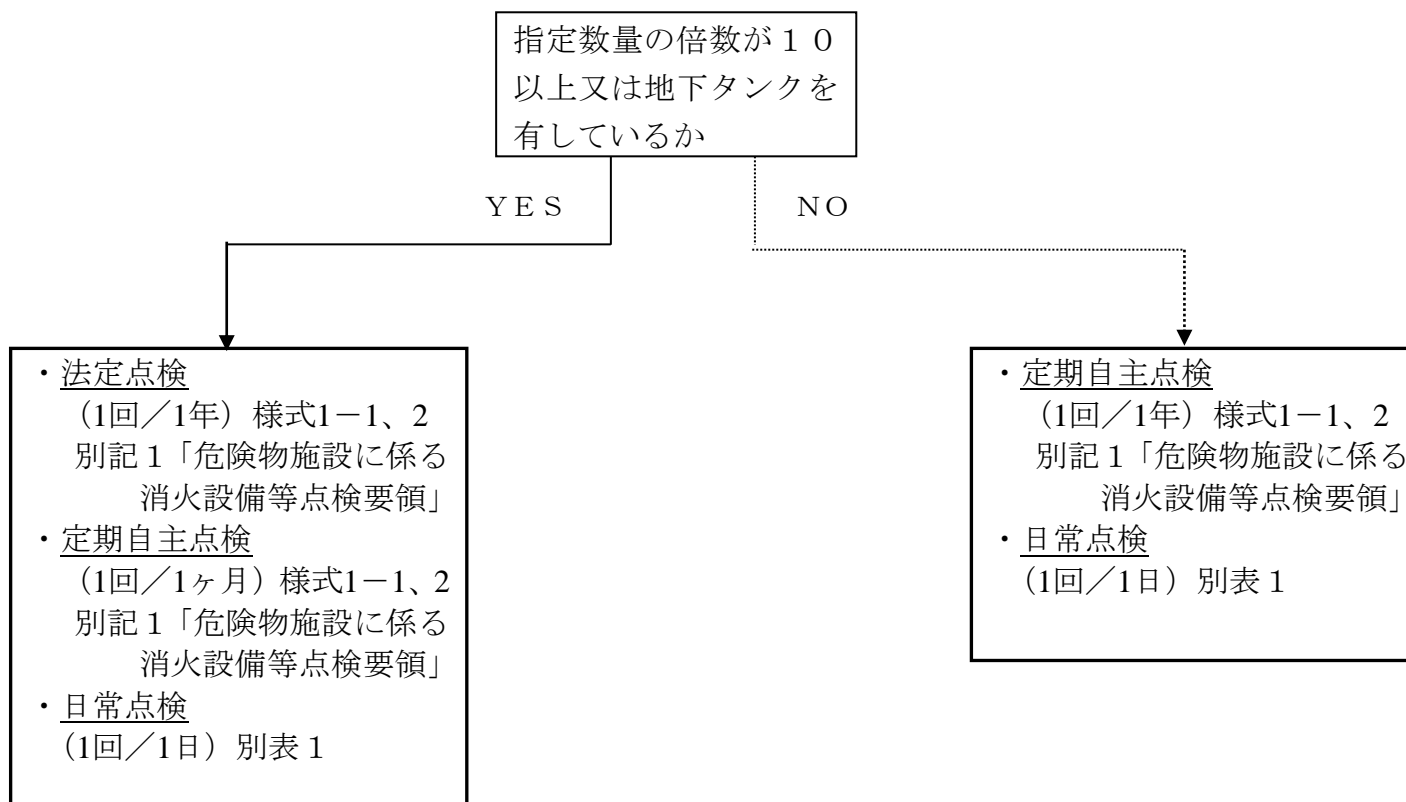 指定数量の倍数が１０
以上又は地下タンクを
有しているか
ＹＥＳ
ＮＯ
・法定点検
（1回／1年）様式1－1、2
別記１「危険物施設に係る
消火設備等点検要領」
・定期自主点検
（1回／1ヶ月）様式1－1、2
別記１「危険物施設に係る
消火設備等点検要領」
・日常点検
（1回／1日）別表１
・定期自主点検
（1回／1年）様式1－1、2
別記１「危険物施設に係る
消火設備等点検要領」
・日常点検
（1回／1日）別表１